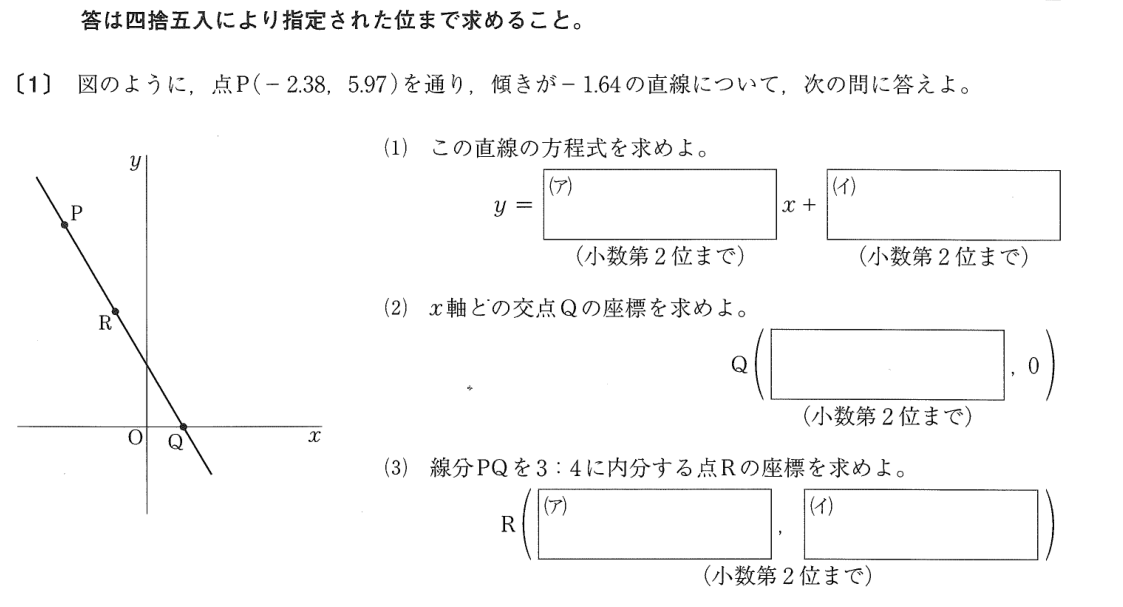 答は四捨五入により指定された位まで求めること。
〔1〕 図のように，点P(－2.38，5.97)を通り，傾きが－1.64の直線について，次の問に答えよ。
(1) この直線の方程式を求めよ。
y = (ア) x + (イ)
(小数第2位まで) (小数第2位まで)
(2) x軸との交点Qの座標を求めよ。
Q( , 0)
(小数第2位まで)
(3) 線分PQを3：4に内分する点Rの座標を求めよ。
R((ア) , (イ))
(小数第2位まで)
y
P
R
O
Q
x